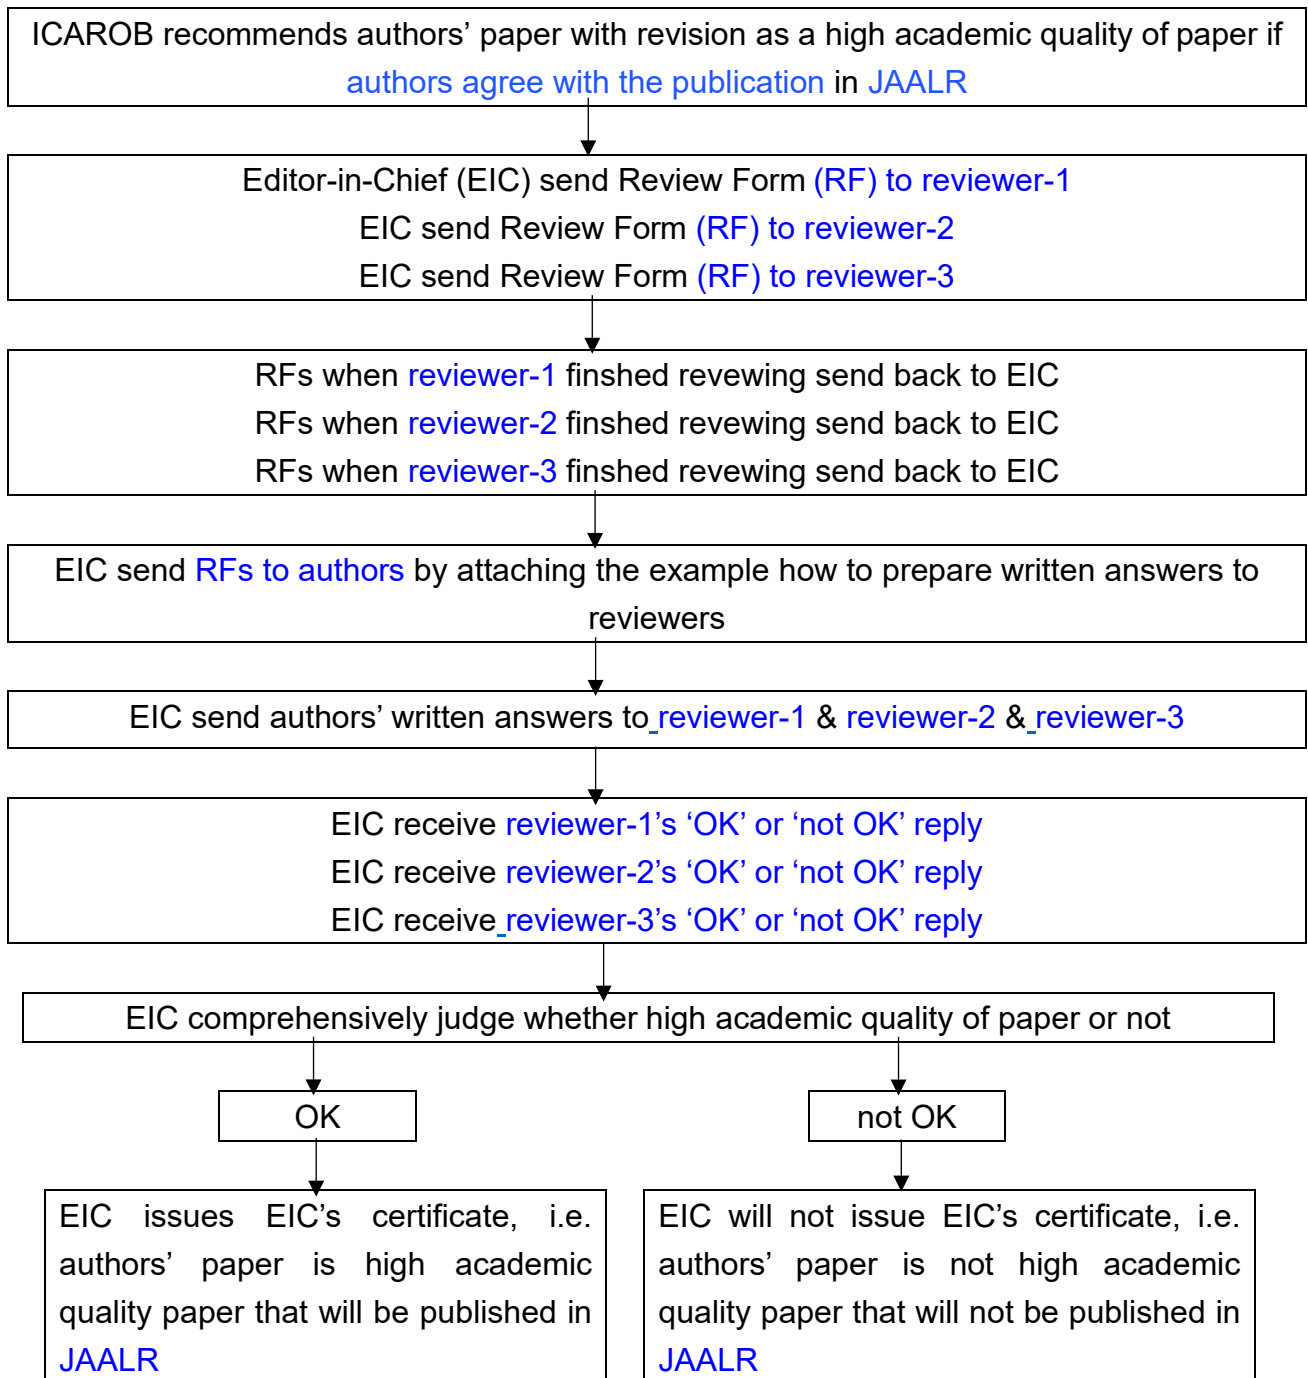 ICAROB recommends authors’ paper with revision as a high academic quality of paper if
authors agree with the publication in JAALR
Editor-in-Chief (EIC) send Review Form (RF) to reviewer-1
EIC send Review Form (RF) to reviewer-2
EIC send Review Form (RF) to reviewer-3
RFs when reviewer-1 finshed revewing send back to EIC
RFs when reviewer-2 finshed revewing send back to EIC
RFs when reviewer-3 finshed revewing send back to EIC
EIC send RFs to authors by attaching the example how to prepare written answers to
reviewers
EIC send authors’ written answers to reviewer-1 & reviewer-2 & reviewer-3
EIC receive reviewer-1’s ‘OK’ or ‘not OK’ reply
EIC receive reviewer-2’s ‘OK’ or ‘not OK’ reply
EIC receive reviewer-3’s ‘OK’ or ‘not OK’ reply
EIC comprehensively judge whether high academic quality of paper or not
OK
not OK
EIC issues EIC’s certificate, i.e.
authors’ paper is high academic
quality paper that will be published in
JAALR
EIC will not issue EIC’s certificate, i.e.
authors’ paper is not high academic
quality paper that will not be published in
JAALR